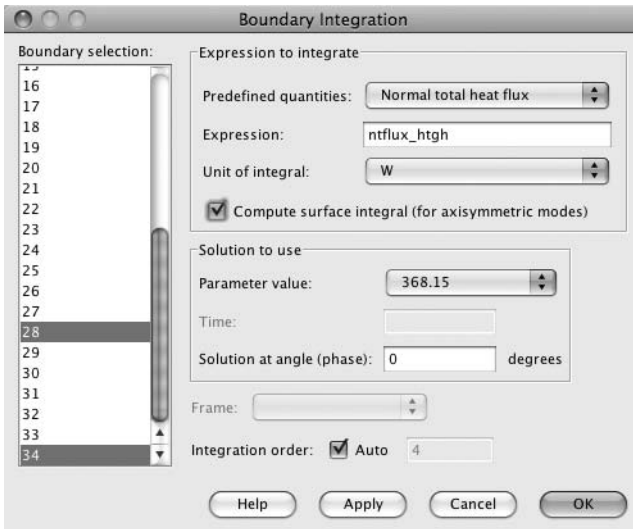 Boundary Integration
Boundary selection:
15
16
17
18
19
20
21
22
23
24
25
26
27
28
29
30
31
32
33
34
Expression to integrate
Predefined quantities: Normal total heat flux
Expression: ntflux_htgh
Unit of integral: W
Compute surface integral (for axisymmetric modes)
Solution to use
Parameter value: 368.15
Time:
Solution at angle (phase): 0 degrees
Frame:
Integration order: Auto 4
Help Apply Cancel OK